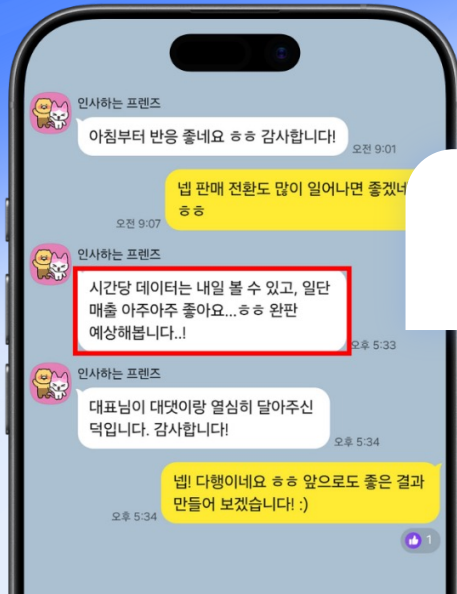 인사하는 프렌즈
아침부터 반응 좋네요 ㅎㅎ 감사합니다!
오전 9:01
넵 판매 전환도 많이 일어나면 좋겠
ㅎㅎ
오전 9:07
인사하는 프렌즈
시간당 데이터는 내일 볼 수 있고, 일단
매출 아주아주 좋아요...ㅎㅎ 완판
예상해봅니다..!
오후 5:33
인사하는 프렌즈
대표님이 대댓이랑 열심히 달아주신
덕입니다. 감사합니다!
오후 5:34
넵! 다행이네요 ㅎㅎ 앞으로도 좋은 결과
만들어 보겠습니다! :)
오후 5:34
1